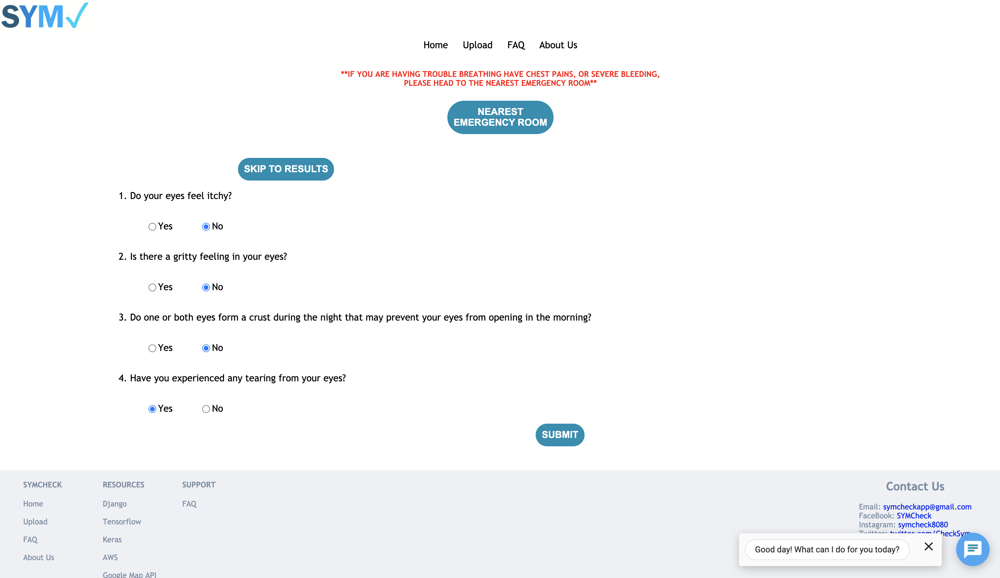 SYM
Home Upload FAQ About Us
**IF YOU ARE HAVING TROUBLE BREATHING HAVE CHEST PAINS, OR SEVERE BLEEDING,
PLEASE HEAD TO THE NEAREST EMERGENCY ROOM**
NEAREST
EMERGENCY ROOM
SKIP TO RESULTS
1. Do your eyes feel itchy?
Yes No
2. Is there a gritty feeling in your eyes?
Yes No
3. Do one or both eyes form a crust during the night that may prevent your eyes from opening in the morning?
Yes No
4. Have you experienced any tearing from your eyes?
Yes No
SUBMIT
SYMCHECK
Home
Upload
FAQ
About Us
RESOURCES
Django
Tensorflow
Keras
AWS
Google Map API
SUPPORT
FAQ
Contact Us
Email: symcheckapp@gmail.com
FaceBook: SYMCheck
Instagram: symcheck8080
Twitter: twitter.com/CheckSym
Good day! What can I do for you today?